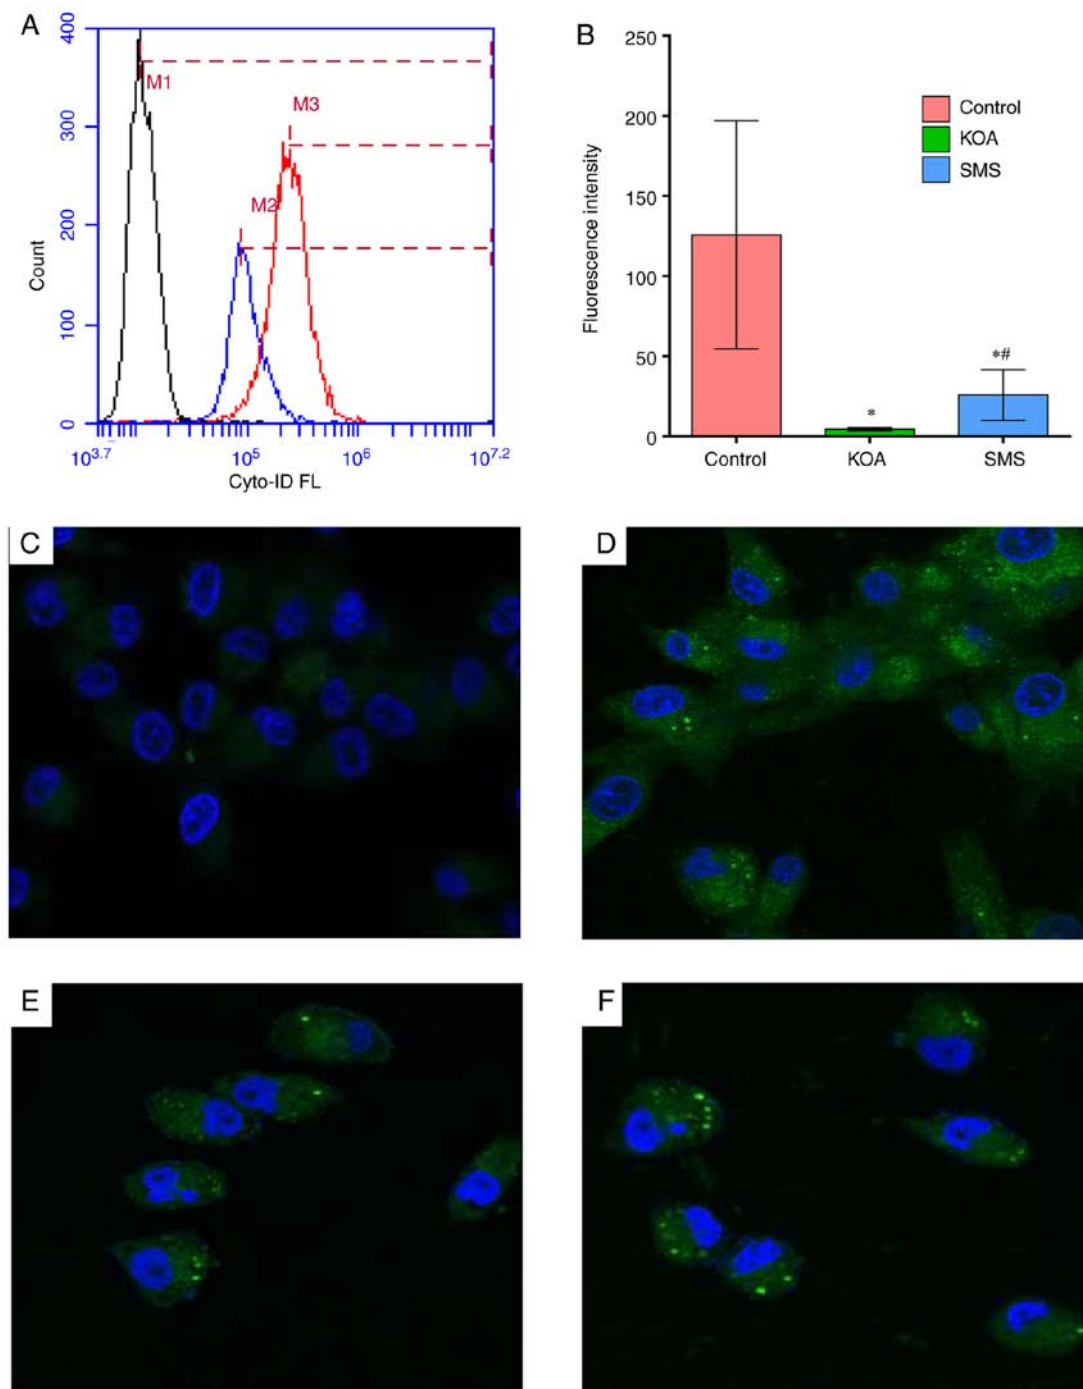 A
400
300
200
100
0
Count
M1
M3
M2
10^3.7
10^5
10^6
10^7.2
Cyto-ID FL
B
250
200
150
100
50
0
Fluorescence intensity
Control
KOA
SMS
*
*#
Control
KOA
SMS
C
D
E
F